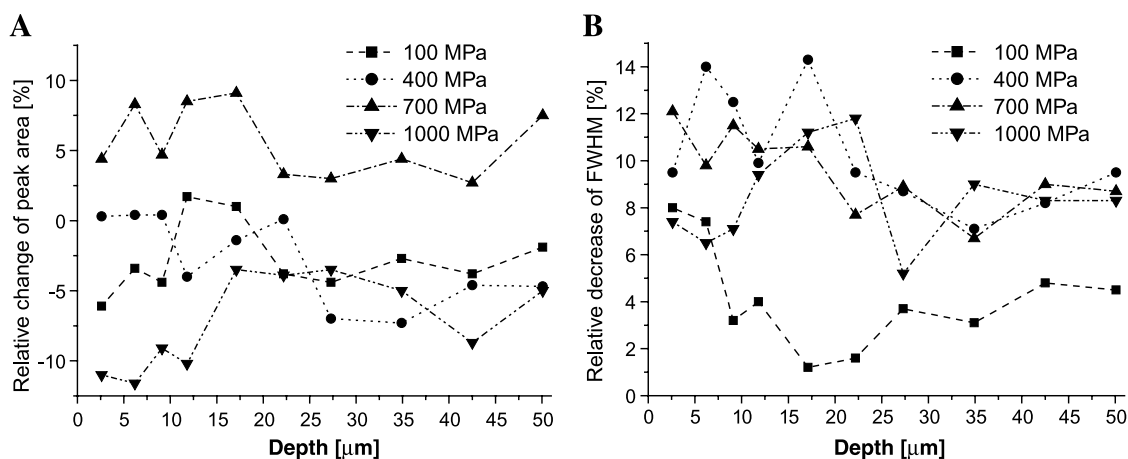 A
Relative change of peak area [%]
10
5
0
-5
-10
100 MPa
400 MPa
700 MPa
1000 MPa
0 5 10 15 20 25 30 35 40 45 50
Depth [μm]
B
Relative decrease of FWHM [%]
14
12
10
8
6
4
2
0
100 MPa
400 MPa
700 MPa
1000 MPa
0 5 10 15 20 25 30 35 40 45 50
Depth [μm]